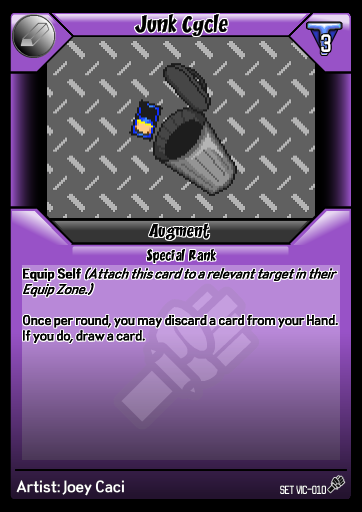 Junk Cycle
3
Augment
Special Rank
Equip Self (Attach this card to a relevant target in their
Equip Zone.)
Once per round, you may discard a card from your Hand.
If you do, draw a card.
Artist: Joey Caci
SET VIC-010